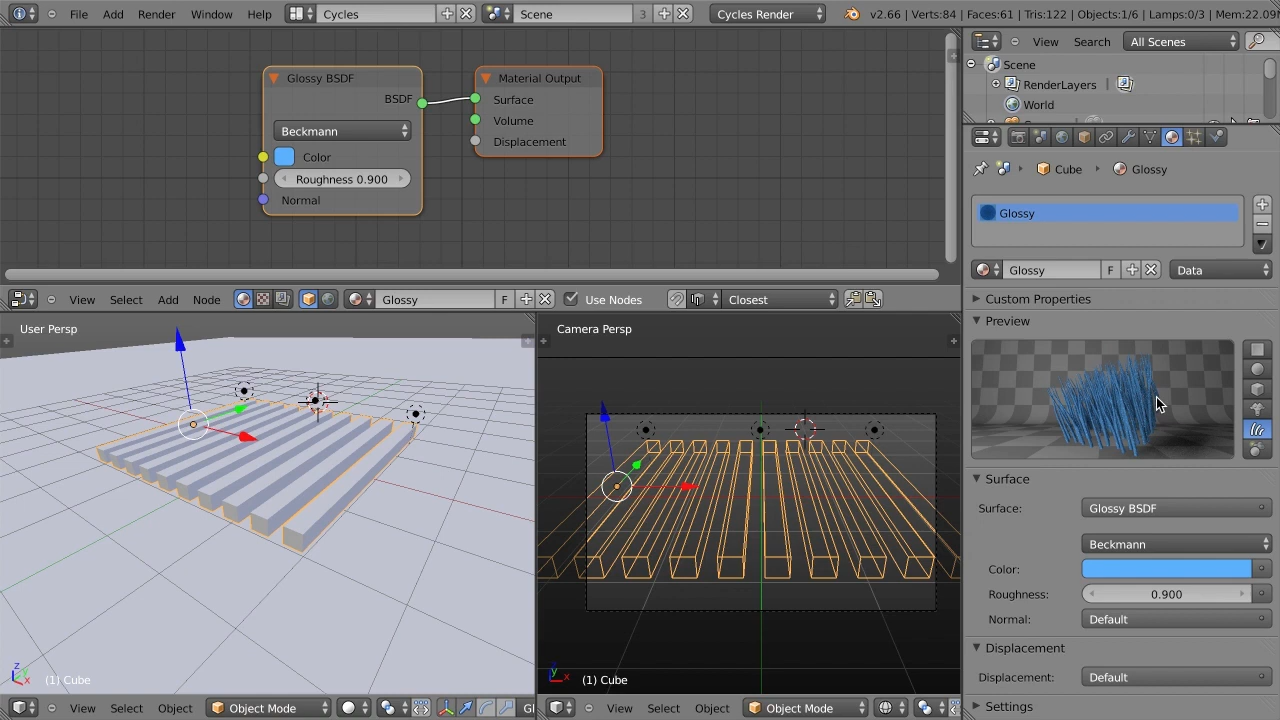 File Add Render Window Help Cycles Scene 3 Cycles Render v2.66 | Verts:84 | Faces:61 | Tris:122 | Objects:1/6 | Lamps:0/3 | Mem:22.09
View Search All Scenes
Scene
RenderLayers
World
Glossy BSDF
BSDF
Beckmann
Color
Roughness 0.900
Normal
Material Output
Surface
Volume
Displacement
View Select Add Node Glossy F Use Nodes Closest
User Persp
z
(1) Cube
View Select Object Object Mode
Camera Persp
y x
(1) Cube
View Select Object Object Mode
Cube Glossy
Glossy
Glossy F Data
Custom Properties
Preview
Surface
Surface: Glossy BSDF
Beckmann
Color:
Roughness: 0.900
Normal: Default
Displacement
Displacement: Default
Settings